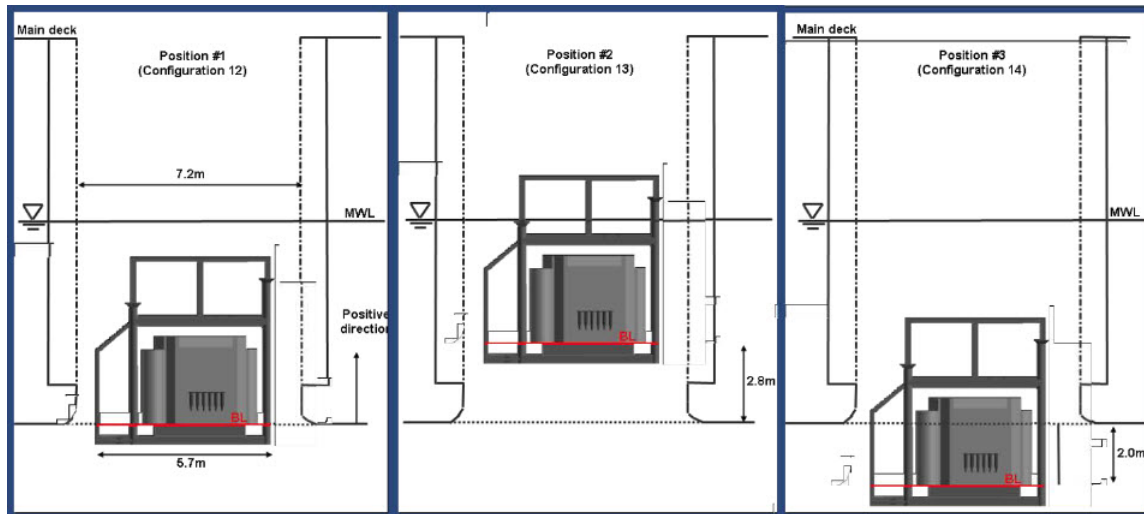 Main deck
Position #1
(Configuration 12)
7.2m
MWL
Positive
direction
BL
5.7m
Position #2
(Configuration 13)
BL
2.8m
Main deck
Position #3
(Configuration 14)
MWL
BL
2.0m